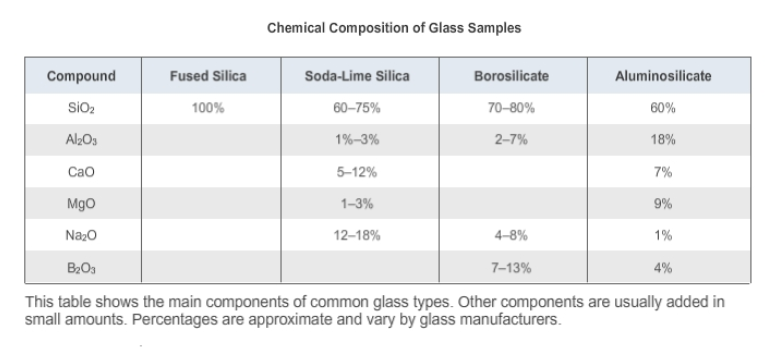 Chemical Composition of Glass Samples
Compound Fused Silica Soda-Lime Silica Borosilicate Aluminosilicate
SiO₂ 100% 60–75% 70–80% 60%
Al₂O₃ 1%–3% 2–7% 18%
CaO 5–12% 7%
MgO 1–3% 9%
Na₂O 12–18% 4–8% 1%
B₂O₃ 7–13% 4%
This table shows the main components of common glass types. Other components are usually added in
small amounts. Percentages are approximate and vary by glass manufacturers.